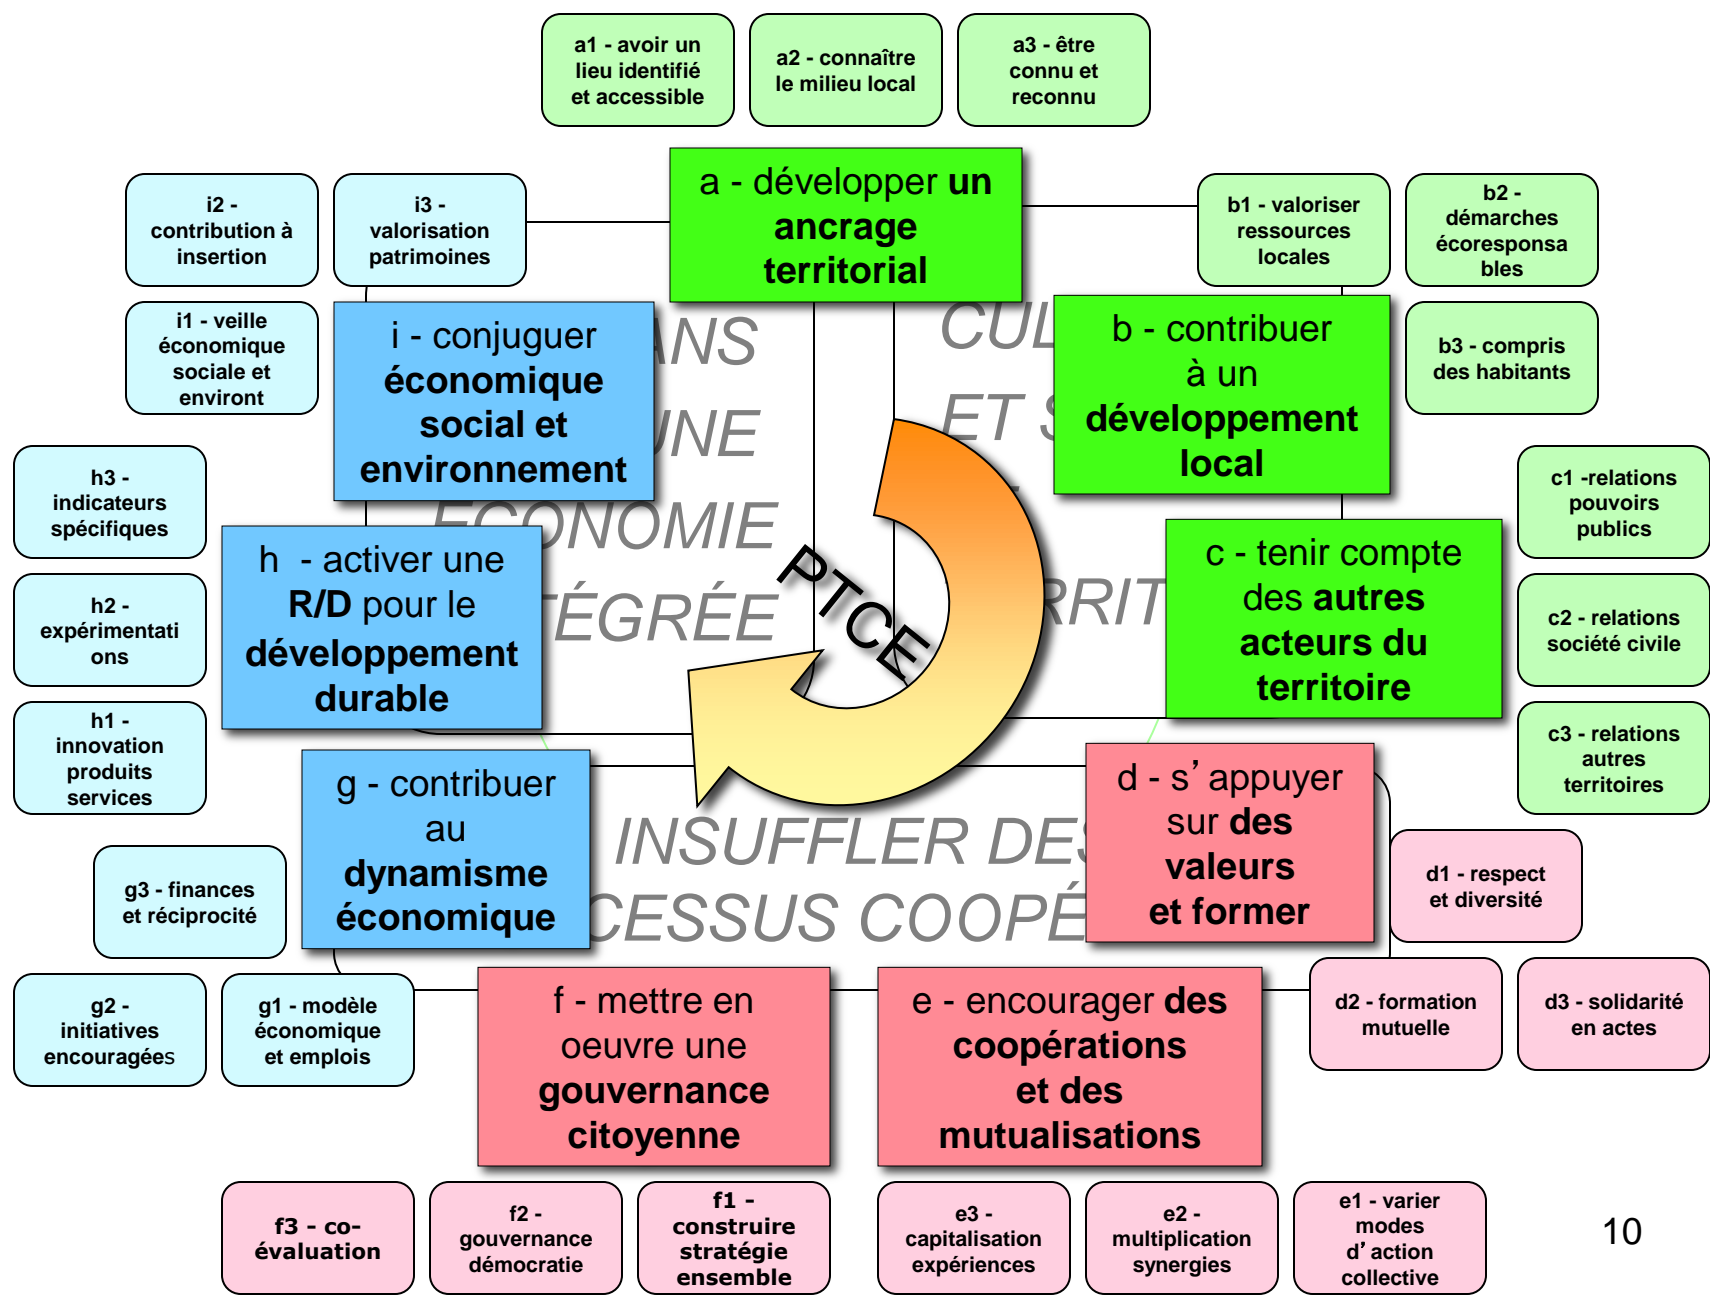 a1 - avoir un
lieu identifié
et accessible
a2 - connaître
le milieu local
a3 - être
connu et
reconnu
a - développer un
ancrage
territorial
i2 -
contribution à
insertion
i3 -
valorisation
patrimoines
b1 - valoriser
ressources
locales
b2 -
démarches
écoresponsa
bles
i1 - veille
économique
sociale et
environt
i - conjuguer
économique
social et
environnement
b - contribuer
à un
développement
local
b3 - compris
des habitants
UNE
ÉCONOMIE
ET
h3 -
indicateurs
spécifiques
h2 -
expérimentati
ons
h1 -
innovation
produits
services
h - activer une
R/D pour le
développement
durable
PTCE
c - tenir compte
des autres
acteurs du
territoire
c1 -relations
pouvoirs
publics
c2 - relations
société civile
c3 - relations
autres
territoires
g - contribuer
au
dynamisme
économique
INSUFFLER DES
d - s’appuyer
sur des
valeurs
et former
g3 - finances
et réciprocité
d1 - respect
et diversité
g2 -
initiatives
encouragées
g1 - modèle
économique
et emplois
f - mettre en
oeuvre une
gouvernance
citoyenne
e - encourager des
coopérations
et des
mutualisations
d2 - formation
mutuelle
d3 - solidarité
en actes
f3 - co-
évaluation
f2 -
gouvernance
démocratie
f1 -
construire
stratégie
ensemble
e3 -
capitalisation
expériences
e2 -
multiplication
synergies
e1 - varier
modes
d’action
collective
10